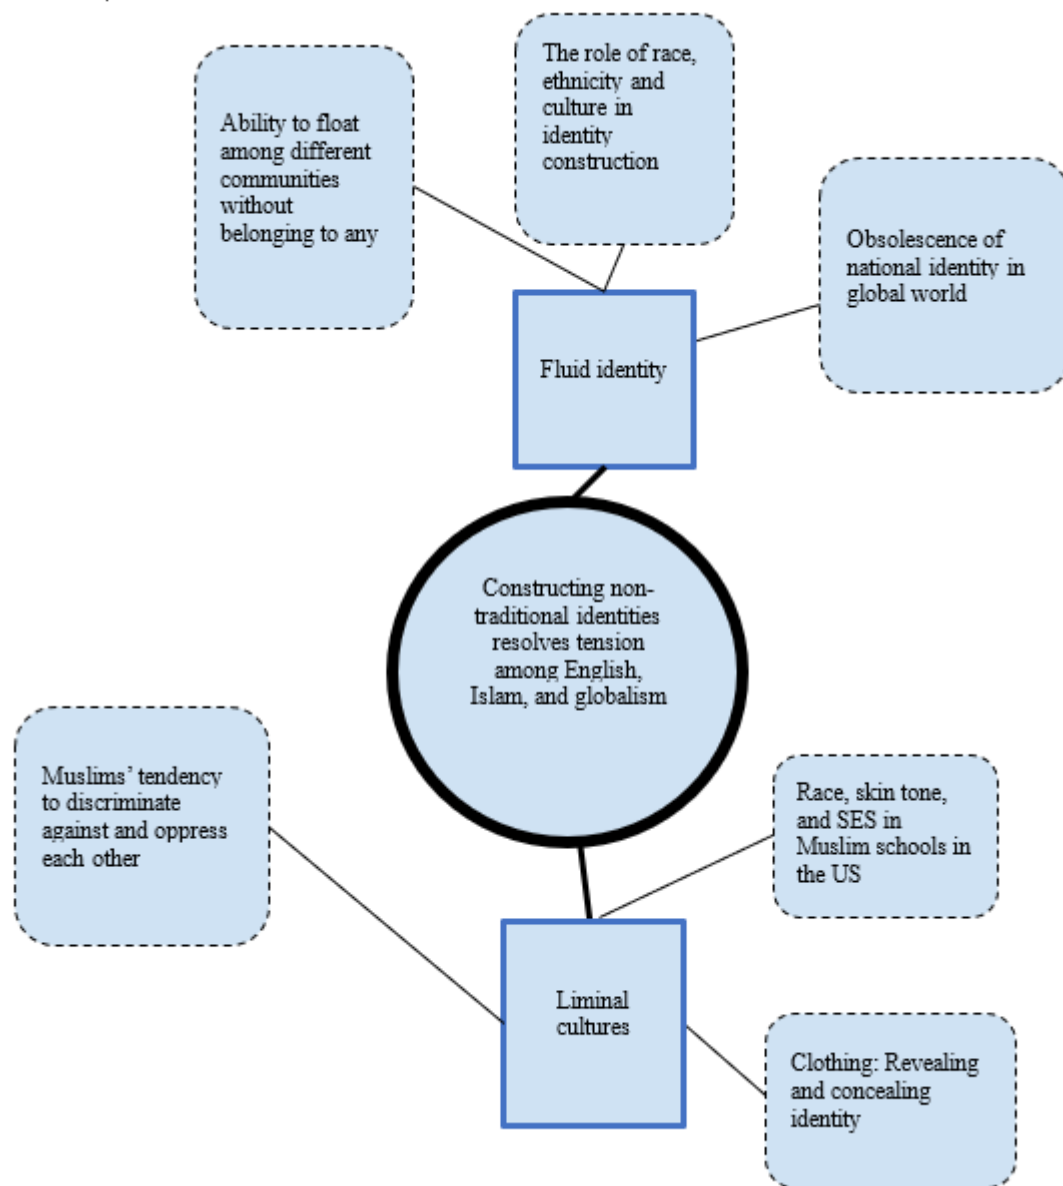 The role of race,
ethnicity and
culture in
identity
construction
Ability to float
among different
communities
without
belonging to any
Obsolescence of
national identity in
global world
Fluid identity
Constructing non-
traditional identities
resolves tension
among English,
Islam, and globalism
Muslims’ tendency
to discriminate
against and oppress
each other
Race, skin tone,
and SES in
Muslim schools in
the US
Liminal
cultures
Clothing: Revealing
and concealing
identity